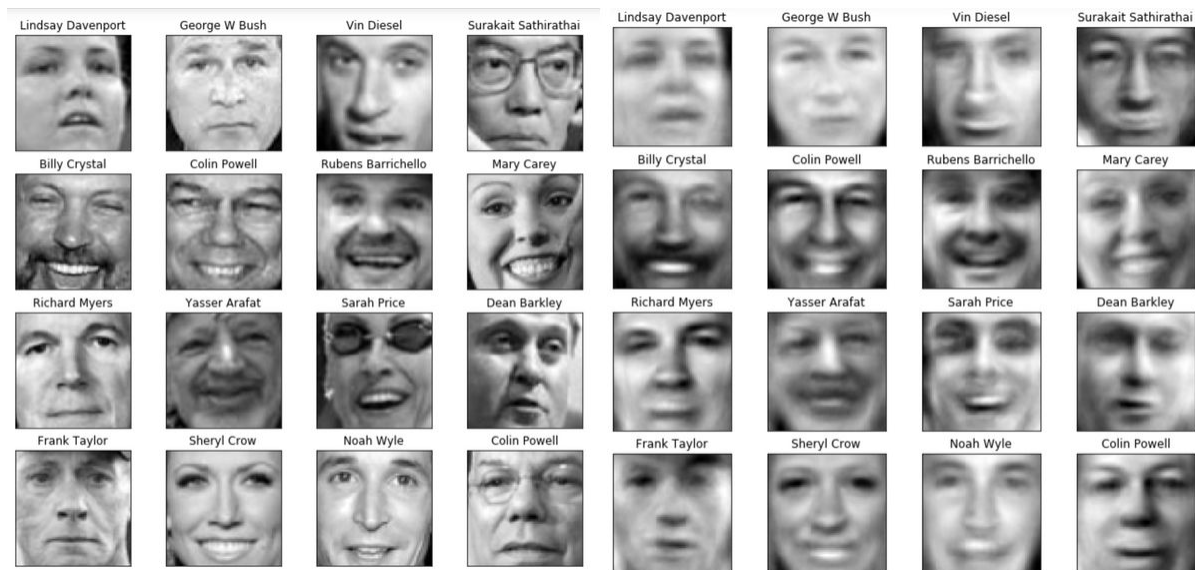 Lindsay Davenport George W Bush Vin Diesel Surakait Sathirathai
Billy Crystal Colin Powell Rubens Barrichello Mary Carey
Richard Myers Yasser Arafat Sarah Price Dean Barkley
Frank Taylor Sheryl Crow Noah Wyle Colin Powell
Lindsay Davenport George W Bush Vin Diesel Surakait Sathirathai
Billy Crystal Colin Powell Rubens Barrichello Mary Carey
Richard Myers Yasser Arafat Sarah Price Dean Barkley
Frank Taylor Sheryl Crow Noah Wyle Colin Powell